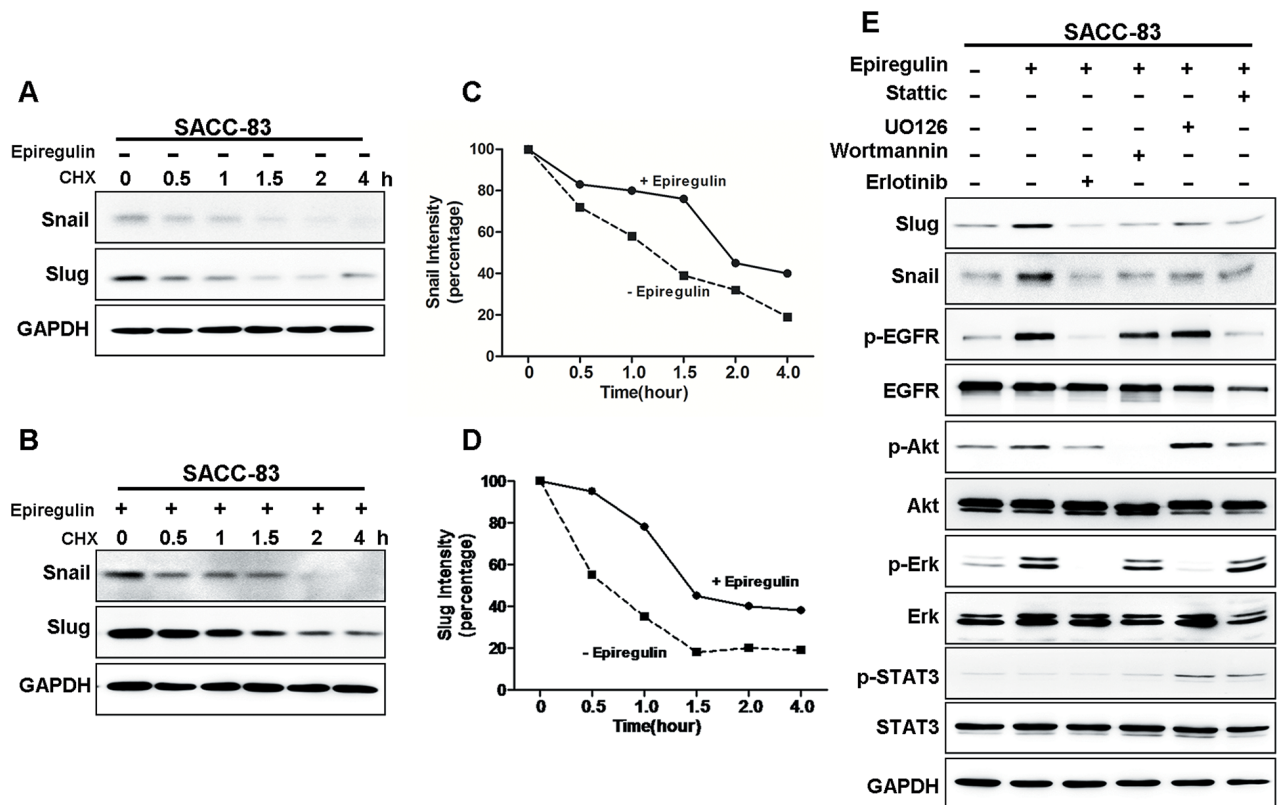 A
SACC-83
Epiregulin – – – – – –
CHX 0 0.5 1 1.5 2 4 h
Snail
Slug
GAPDH
B
SACC-83
Epiregulin + + + + + +
CHX 0 0.5 1 1.5 2 4 h
Snail
Slug
GAPDH
C
Snail Intensity
(percentage)
100
80
60
40
20
0
+ Epiregulin
- Epiregulin
0 0.5 1.0 1.5 2.0 4.0
Time(hour)
D
Slug Intensity
(percentage)
100
80
60
40
20
0
+ Epiregulin
- Epiregulin
0 0.5 1.0 1.5 2.0 4.0
Time(hour)
E
SACC-83
Epiregulin – + + + + +
Stattic – – – – – +
UO126 – – – – + –
Wortmannin – – – + – –
Erlotinib – – + – – –
Slug
Snail
p-EGFR
EGFR
p-Akt
Akt
p-Erk
Erk
p-STAT3
STAT3
GAPDH